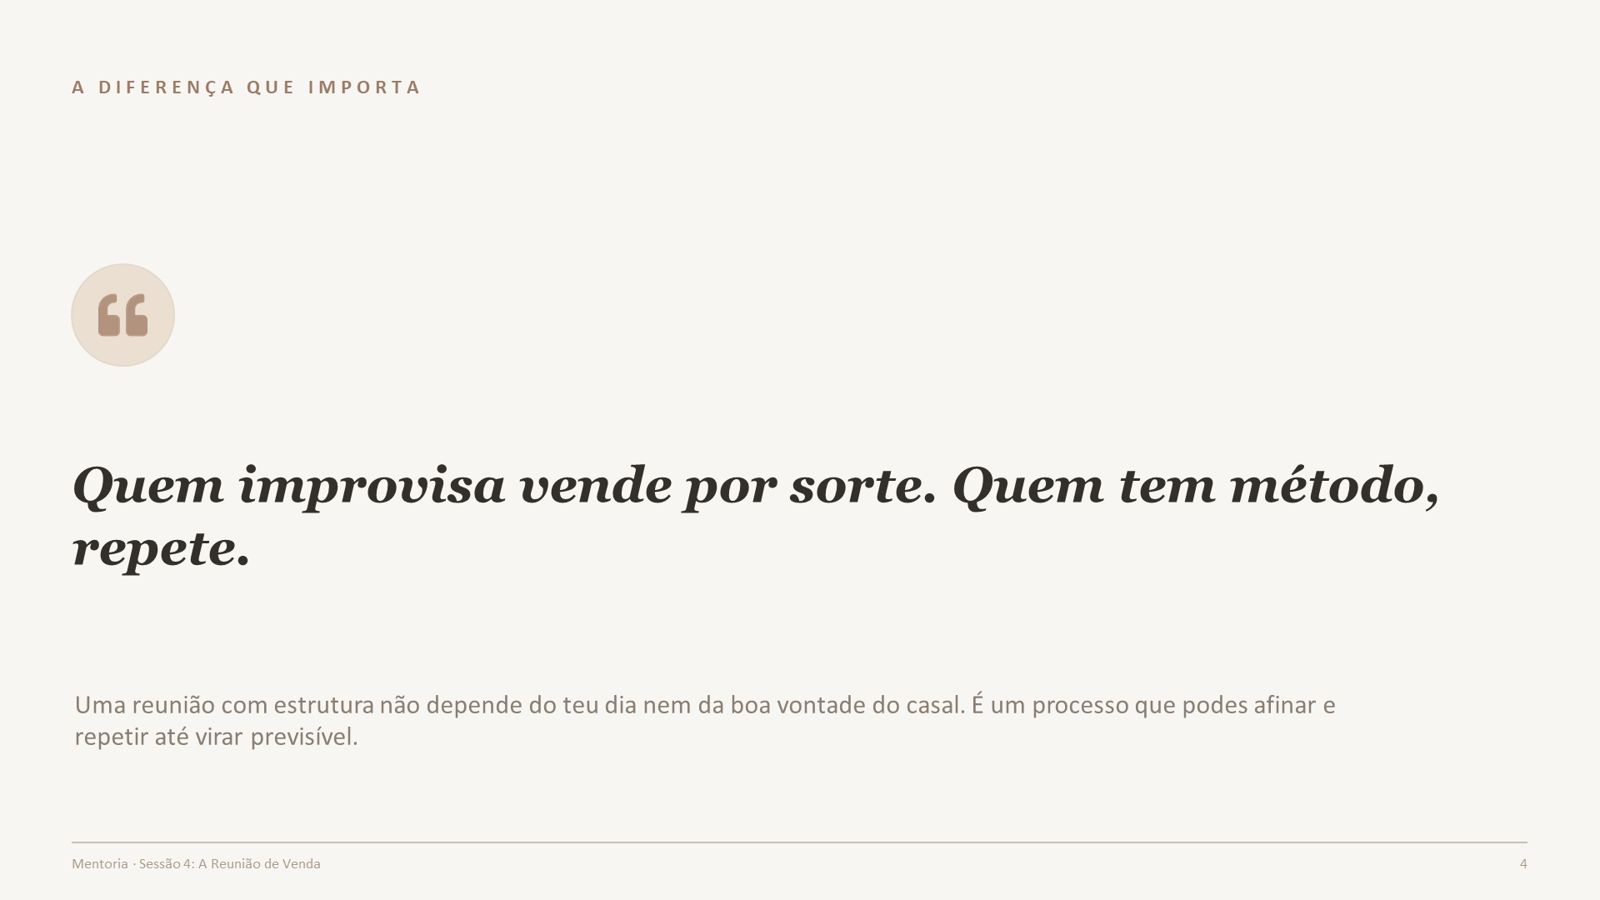 A DIFERENÇA QUE IMPORTA
Quem improvisa vende por sorte. Quem tem método,
repete.
Uma reunião com estrutura não depende do teu dia nem da boa vontade do casal. É um processo que podes afinar e
repetir até virar previsível.
Mentoria · Sessão 4: A Reunião de Venda
4